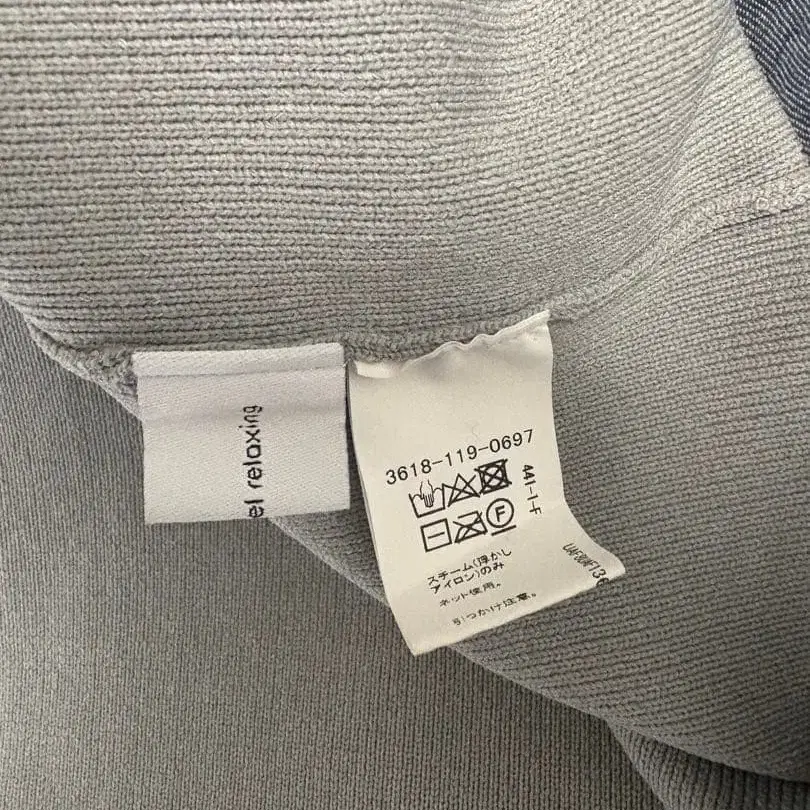 el relaxing
3618-119-0697
441-I-F
F
スチーム(浮かし
アイロン)のみ
ネット使用。
引っかけ注意。